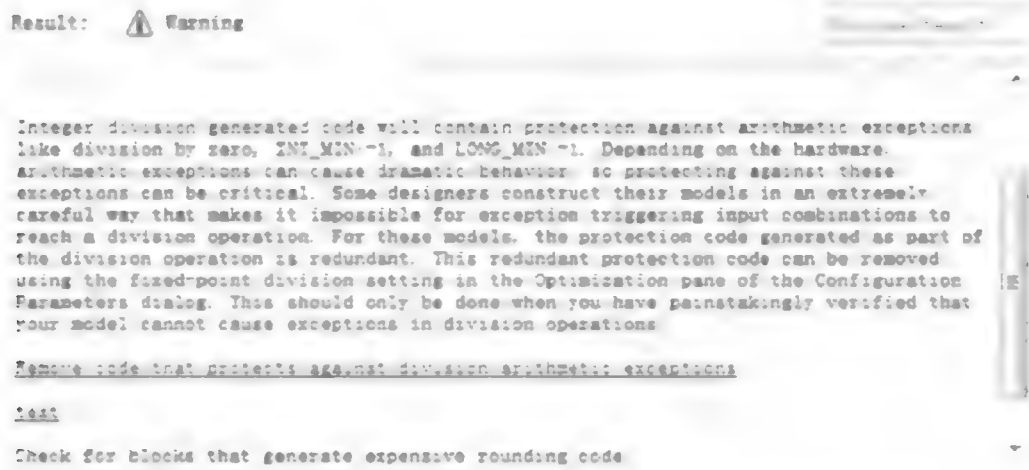 Result: Warning
Integer division generated code will contain protection against arithmetic exceptions
like division by zero, INT_MIN/-1, and LONG_MIN/-1. Depending on the hardware,
arithmetic exceptions can cause dramatic behavior, so protecting against these
exceptions can be critical. Some designers construct their models in an extremely
careful way that makes it impossible for exception triggering input combinations to
reach a division operation. For these models, the protection code generated as part of
the division operation is redundant. This redundant protection code can be removed
using the fixed-point division setting in the Optimization pane of the Configuration
Parameters dialog. This should only be done when you have painstakingly verified that
your model cannot cause exceptions in division operations
Remove code that protects against division arithmetic exceptions
test
Check for blocks that generate expensive rounding code